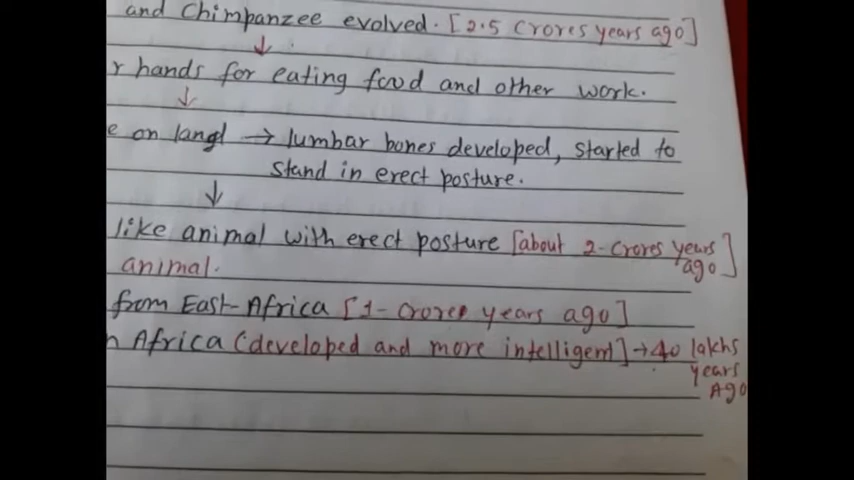 and Chimpanzee evolved. [2.5 Crores years ago]
↓
r hands for eating food and other work.
↓
e on langl → lumbar bones developed, started to
stand in erect posture.
↓
like animal with erect posture [about 2-Crores years
ago]
animal.
from East-Africa [1-crores years ago]
n Africa (developed and more intelligent] → 40 lakhs
years
Ago